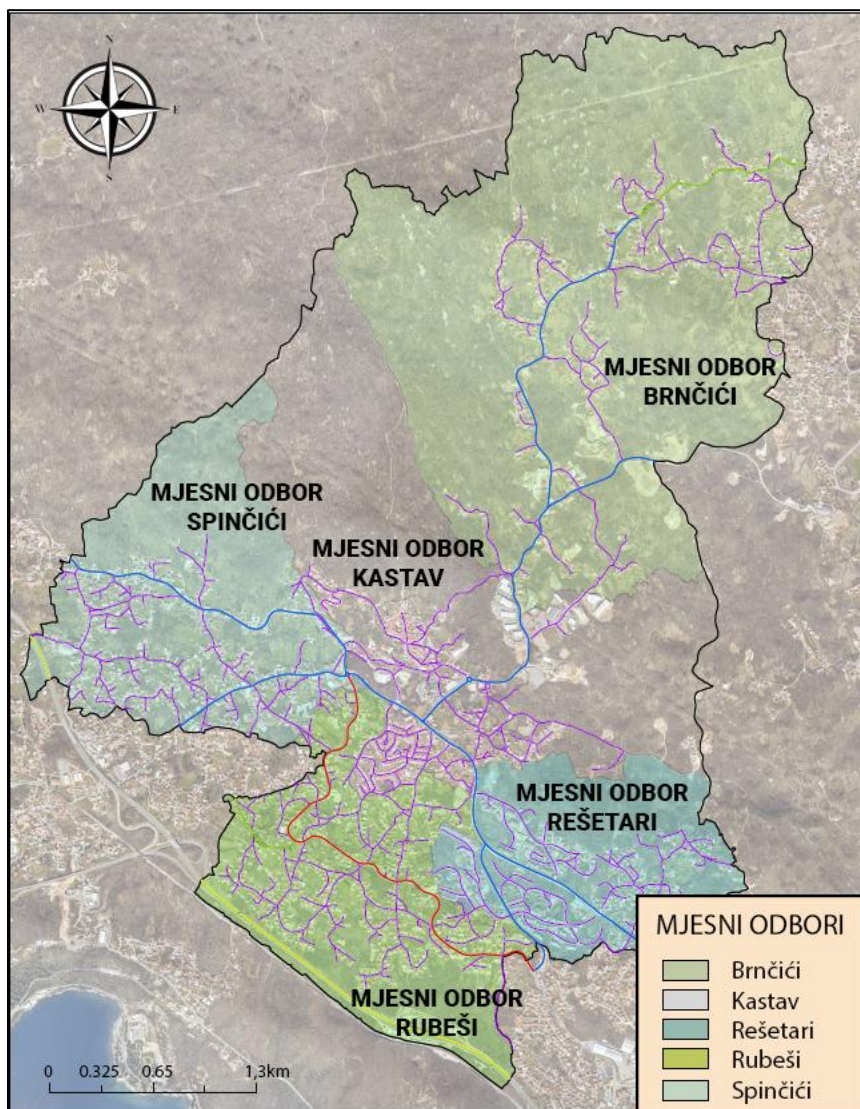 N
W
E
S
MJESNI ODBOR
BRNČIĆI
MJESNI ODBOR
SPINČIĆI
MJESNI ODBOR
KASTAV
MJESNI ODBOR
REŠETARI
MJESNI ODBOR
RUBEŠI
0 0.325 0.65 1,3km
MJESNI ODBORI
Brnčići
Kastav
Rešetari
Rubeši
Spinčići